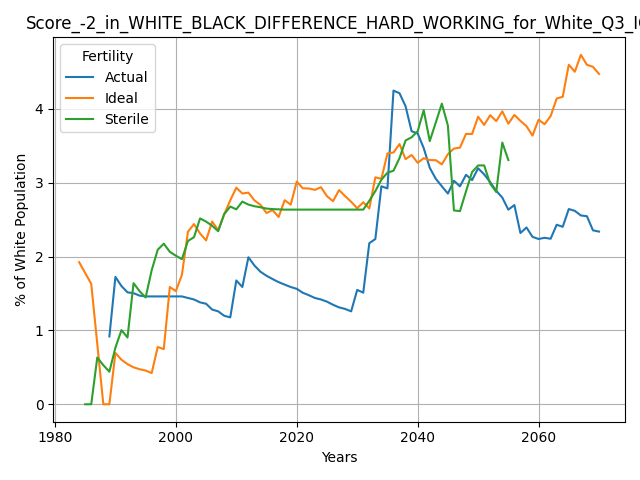 Score_-2_in_WHITE_BLACK_DIFFERENCE_HARD_WORKING_for_White_Q3_I
Fertility
Actual
Ideal
Sterile
% of White Population
4
3
2
1
0
1980
2000
2020
2040
2060
Years